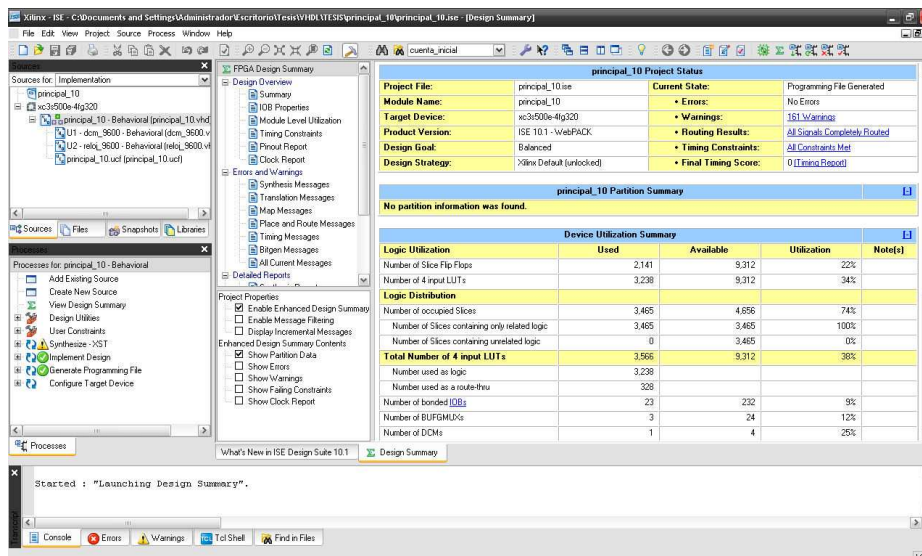 Xilinx - ISE - C:\Documents and Settings\Administrador\Escritorio\Tesis\VHDL\TESIS\principal_10\principal_10.ise - [Design Summary]
File Edit View Project Source Process Window Help
cuenta_inicial
Sources
Sources for: Implementation
principal_10
xc3s500e-4fg320
principal_10 - Behavioral (principal_10.vhd)
U1 - dcm_9600 - Behavioral (dcm_9600.v
U2 - reloj_9600 - Behavioral (reloj_9600.vh
principal_10.ucf (principal_10.ucf)
Sources Files Snapshots Libraries
Processes
Processes for: principal_10 - Behavioral
Add Existing Source
Create New Source
View Design Summary
Design Utilities
User Constraints
Synthesize - XST
Implement Design
Generate Programming File
Configure Target Device
Processes
FPGA Design Summary
Design Overview
Summary
IOB Properties
Module Level Utilization
Timing Constraints
Pinout Report
Clock Report
Errors and Warnings
Synthesis Messages
Translation Messages
Map Messages
Place and Route Messages
Timing Messages
Bitgen Messages
All Current Messages
Detailed Reports
Project Properties
Enable Enhanced Design Summary
Enable Message Filtering
Display Incremental Messages
Enhanced Design Summary Contents
Show Partition Data
Show Errors
Show Warnings
Show Failing Constraints
Show Clock Report
principal_10 Project Status
Project File: principal_10.ise Current State: Programming File Generated
Module Name: principal_10 • Errors: No Errors
Target Device: xc3s500e-4fg320 • Warnings: 161 Warnings
Product Version: ISE 10.1 - WebPACK • Routing Results: All Signals Completely Routed
Design Goal: Balanced • Timing Constraints: All Constraints Met
Design Strategy: Xilinx Default (unlocked) • Final Timing Score: 0 (Timing Report)
principal_10 Partition Summary [-]
No partition information was found.
Device Utilization Summary [-]
Logic Utilization Used Available Utilization Note(s)
Number of Slice Flip Flops 2,141 9,312 22%
Number of 4 input LUTs 3,238 9,312 34%
Logic Distribution
Number of occupied Slices 3,465 4,656 74%
Number of Slices containing only related logic 3,465 3,465 100%
Number of Slices containing unrelated logic 0 3,465 0%
Total Number of 4 input LUTs 3,566 9,312 38%
Number used as logic 3,238
Number used as a route-thru 328
Number of bonded IOBs 23 232 9%
Number of BUFGMUXs 3 24 12%
Number of DCMs 1 4 25%
What's New in ISE Design Suite 10.1 Design Summary
Started : "Launching Design Summary".
Transcript
Console Errors Warnings Tcl Shell Find in Files